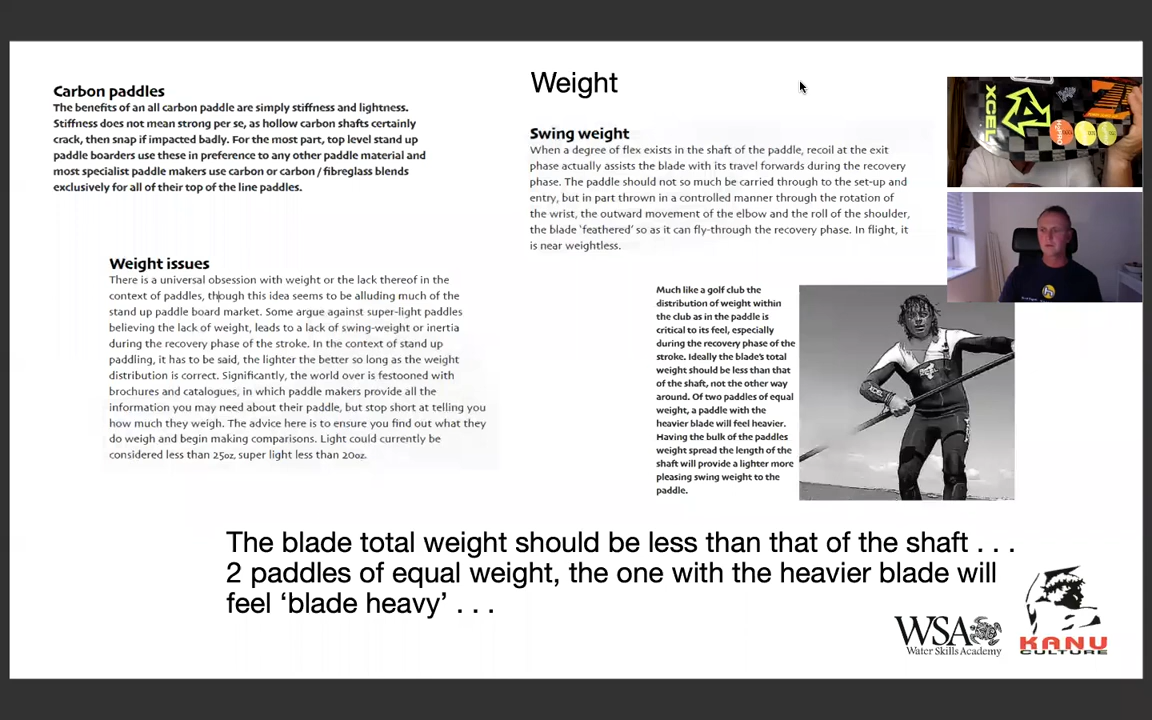 Carbon paddles
The benefits of an all carbon paddle are simply stiffness and lightness.
Stiffness does not mean strong per se, as hollow carbon shafts certainly
crack, then snap if impacted badly. For the most part, top level stand up
paddle boarders use these in preference to any other paddle material and
most specialist paddle makers use carbon or carbon / fibreglass blends
exclusively for all of their top of the line paddles.
Weight issues
There is a universal obsession with weight or the lack thereof in the
context of paddles, though this idea seems to be alluding much of the
stand up paddle board market. Some argue against super-light paddles
believing the lack of weight, leads to a lack of swing-weight or inertia
during the recovery phase of the stroke. In the context of stand up
paddling, it has to be said, the lighter the better so long as the weight
distribution is correct. Significantly, the world over is festooned with
brochures and catalogues, in which paddle makers provide all the
information you may need about their paddle, but stop short at telling you
how much they weigh. The advice here is to ensure you find out what they
do weigh and begin making comparisons. Light could currently be
considered less than 25oz, super light less than 20oz.
Weight
Swing weight
When a degree of flex exists in the shaft of the paddle, recoil at the exit
phase actually assists the blade with its travel forwards during the recovery
phase. The paddle should not so much be carried through to the set-up and
entry, but in part thrown in a controlled manner through the rotation of
the wrist, the outward movement of the elbow and the roll of the shoulder,
the blade 'feathered' so as it can fly-through the recovery phase. In flight, it
is near weightless.
Much like a golf club the
distribution of weight within
the club as in the paddle is
critical to its feel, especially
during the recovery phase of the
stroke. Ideally the blade's total
weight should be less than that
of the shaft, not the other way
around. Of two paddles of equal
weight, a paddle with the
heavier blade will feel heavier.
Having the bulk of the paddles
weight spread the length of the
shaft will provide a lighter more
pleasing swing weight to the
paddle.
XCEL
The blade total weight should be less than that of the shaft . . .
2 paddles of equal weight, the one with the heavier blade will
feel ‘blade heavy’ . . .
WSA
Water Skills Academy
KANU
CULTURE